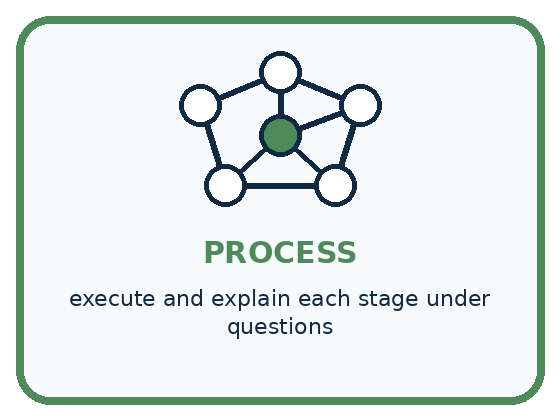 PROCESS
execute and explain each stage under
questions